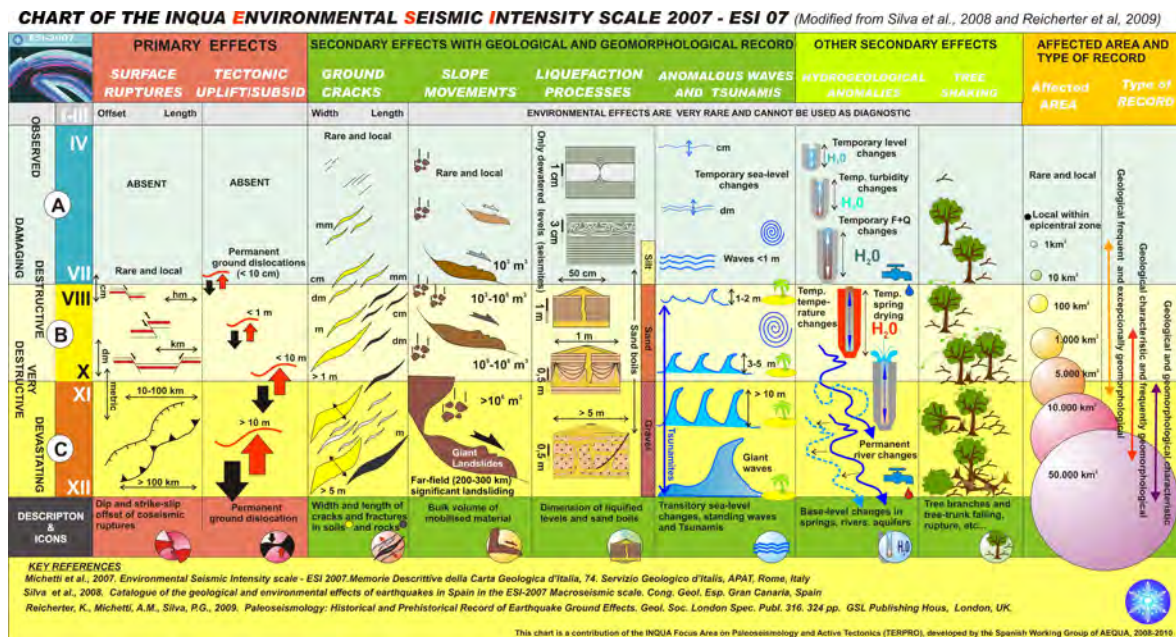 CHART OF THE INQUA ENVIRONMENTAL SEISMIC INTENSITY SCALE 2007 - ESI 07 (Modified from Silva et al., 2008 and Reicherter et al, 2009)
ESI-2007
PRIMARY EFFECTS
SECONDARY EFFECTS WITH GEOLOGICAL AND GEOMORPHOLOGICAL RECORD
OTHER SECONDARY EFFECTS
AFFECTED AREA AND
TYPE OF RECORD
SURFACE
RUPTURES
TECTONIC
UPLIFT/SUBSID
GROUND
CRACKS
SLOPE
MOVEMENTS
LIQUEFACTION
PROCESSES
ANOMALOUS WAVES
AND TSUNAMIS
HYDROGEOLOGICAL
ANOMALIES
TREE
SHAKING
Affected
AREA
Type of
RECORD
I-III
Offset Length
Width Length
ENVIRONMENTAL EFFECTS ARE VERY RARE AND CANNOT BE USED AS DIAGNOSTIC
OBSERVED
DAMAGING
DESTRUCTIVE
VERY
DESTRUCTIVE
DEVASTATING
IV
A
VII
VIII
B
X
XI
C
XII
ABSENT
Rare and local
cm
hm
km
dm
metric
10-100 km
> 100 km
ABSENT
Permanent
ground dislocations
(< 10 cm)
< 1 m
< 10 m
> 10 m
Rare and local
mm
cm
mm
dm
cm
m
dm
> 1 m
m
> 5 m
Rare and local
10³ m³
10³-10⁵ m³
10⁵-10⁶ m³
>10⁶ m³
Giant
Landslides
Far-field (200-300 km)
significant landsliding
Only dewatered levels (seismites)
1 cm
3 cm
50 cm
1 m
1 m
0,5 m
> 5 m
0,5 m
Sand boils
Silt
Sand
Gravel
cm
Temporary sea-level
changes
dm
Waves <1 m
1-2 m
3-5 m
> 10 m
Tsunamites
Giant
waves
Temporary level
changes
H₂0
Temp. turbidity
changes
H₂0
Temporary F+Q
changes
H₂0
Temp.
tempe-
rature
changes
Temp.
spring
drying
H₂0
Permanent
river changes
Rare and local
Local within
epicentral zone
1km²
10 km²
100 km²
1.000 km²
5.000 km²
10.000 km²
50.000 km²
Geological frequent and excepcionally geomorphological
Geological characteristic and frequently geomorphological
Geological and geomorphological characteristic
DESCRIPTON
& ICONS
Dip and strike-slip
offset of coseismic
ruptures
Permanent
ground dislocation
Width and length of
cracks and fractures
in soils and rocks
Bulk volume of
mobilised material
Dimension of liquified
levels and sand boils
Transitory sea-level
changes, standing waves
and Tsunamis
Base-level changes in
springs, rivers, aquifers
H₂0
Tree branches and
tree-trunk falling,
rupture, etc...
KEY REFERENCES
Michetti et al., 2007. Environmental Seismic Intensity scale - ESI 2007.Memorie Descrittive della Carta Geologica d'Italia, 74. Servizio Geologico d'Italis, APAT, Rome, Italy
Silva et al., 2008. Catalogue of the geological and environmental effects of earthquakes in Spain in the ESI-2007 Macroseismic scale. Cong. Geol. Esp. Gran Canaria, Spain
Reicherter, K., Michetti, A.M., Silva, P.G., 2009. Paleoseismology: Historical and Prehistorical Record of Earthquake Ground Effects. Geol. Soc. London Spec. Publ. 316. 324 pp. GSL Publishing Hous, London, UK.
This chart is a contribution of the INQUA Focus Area on Paleoseismology and Active Tectonics (TERPRO), developed by the Spanish Working Group of AEQUA, 2008-2010